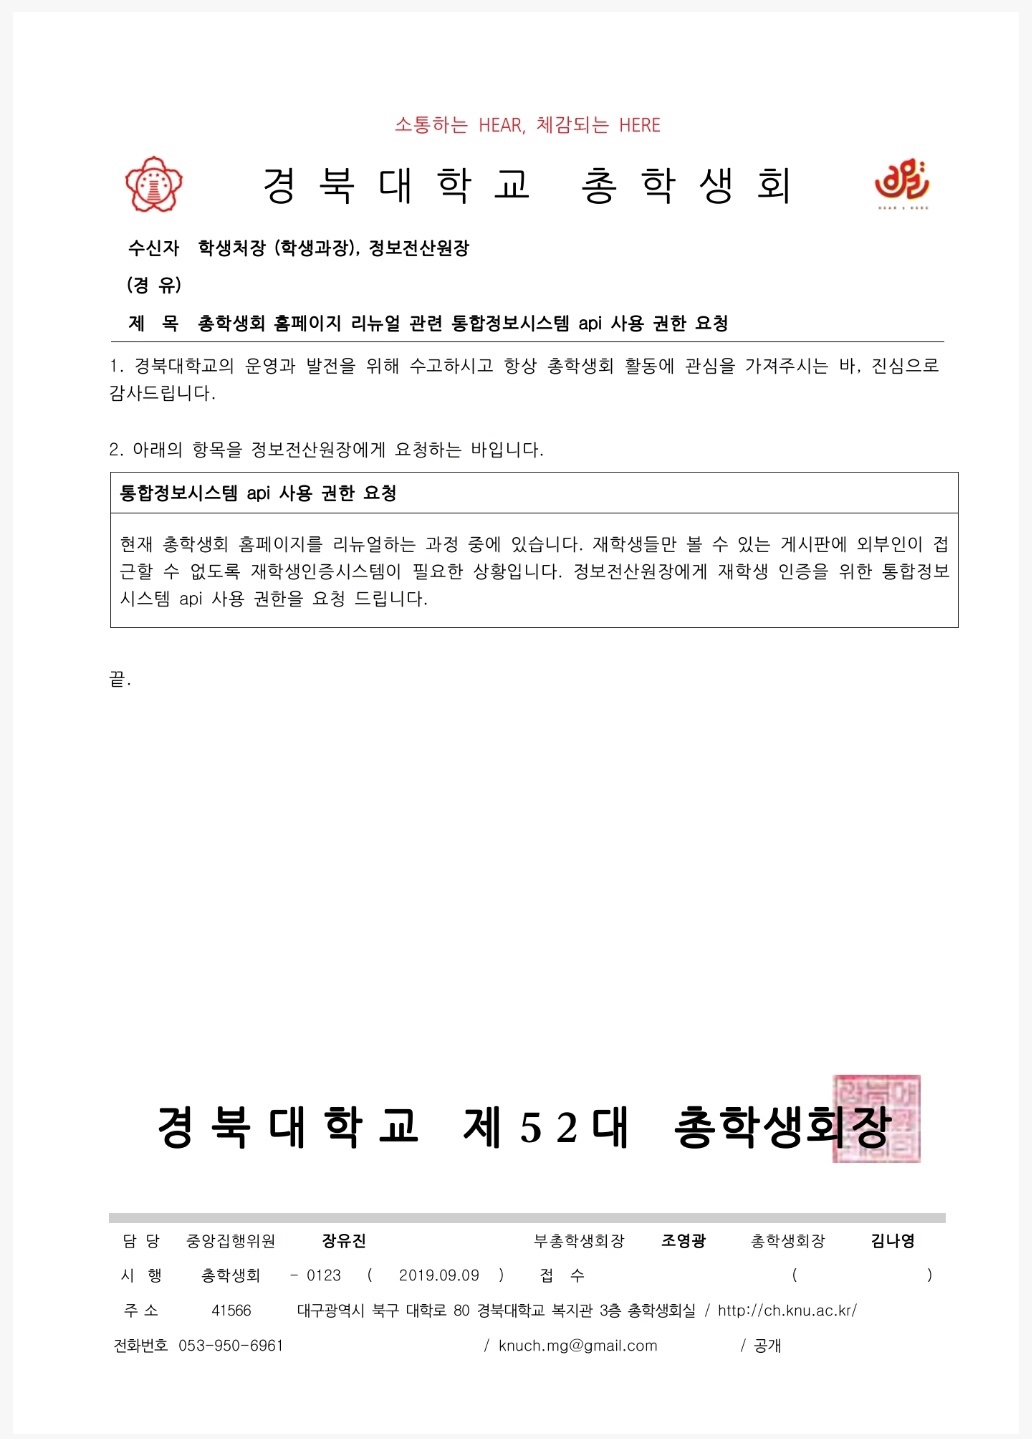 소통하는 HEAR, 체감되는 HERE
경북대학교 총학생회
HEAR & HERE
수신자 학생처장 (학생과장), 정보전산원장
(경 유)
제 목 총학생회 홈페이지 리뉴얼 관련 통합정보시스템 api 사용 권한 요청
1. 경북대학교의 운영과 발전을 위해 수고하시고 항상 총학생회 활동에 관심을 가져주시는 바, 진심으로
감사드립니다.
2. 아래의 항목을 정보전산원장에게 요청하는 바입니다.
통합정보시스템 api 사용 권한 요청
현재 총학생회 홈페이지를 리뉴얼하는 과정 중에 있습니다. 재학생들만 볼 수 있는 게시판에 외부인이 접
근할 수 없도록 재학생인증시스템이 필요한 상황입니다. 정보전산원장에게 재학생 인증을 위한 통합정보
시스템 api 사용 권한을 요청 드립니다.
끝.
경북대학교 제52대 총학생회장
담 당 중앙집행위원 장유진 부총학생회장 조영광 총학생회장 김나영
시 행 총학생회 - 0123 ( 2019.09.09 ) 접 수 ( )
주 소 41566 대구광역시 북구 대학로 80 경북대학교 복지관 3층 총학생회실 / http://ch.knu.ac.kr/
전화번호 053-950-6961 / knuch.mg@gmail.com / 공개